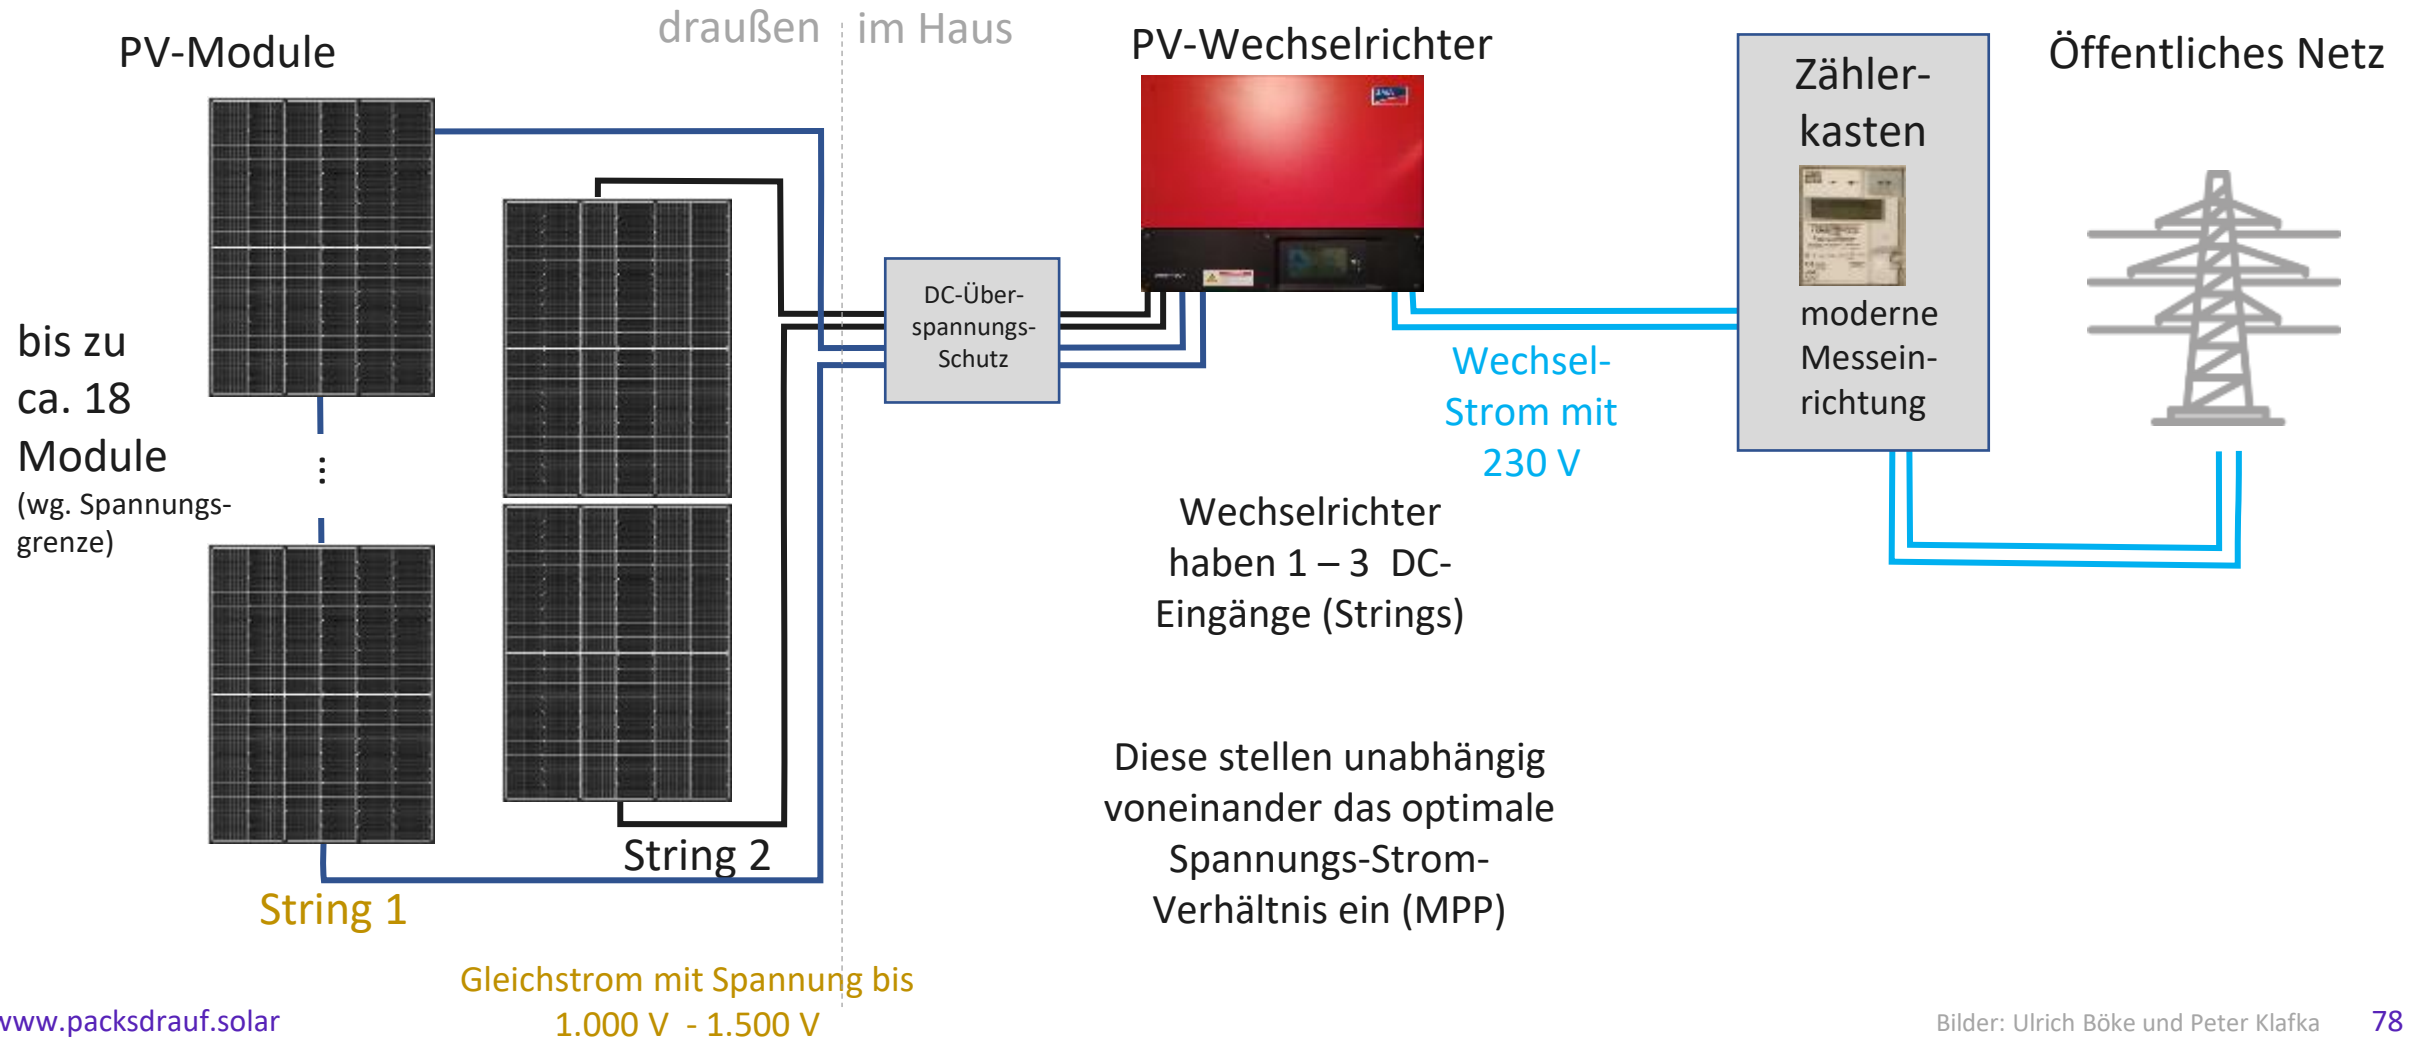 draußen
im Haus
PV-Module
PV-Wechselrichter
Zähler-
kasten
Öffentliches Netz
DC-Über-
spannungs-
Schutz
moderne
Messein-
richtung
bis zu
ca. 18
Module
(wg. Spannungs-
grenze)
...
Wechsel-
Strom mit
230 V
Wechselrichter
haben 1 – 3 DC-
Eingänge (Strings)
Diese stellen unabhängig
voneinander das optimale
Spannungs-Strom-
Verhältnis ein (MPP)
String 2
String 1
Gleichstrom mit Spannung bis
1.000 V - 1.500 V
www.packsdrauf.solar
Bilder: Ulrich Böke und Peter Klafka
78